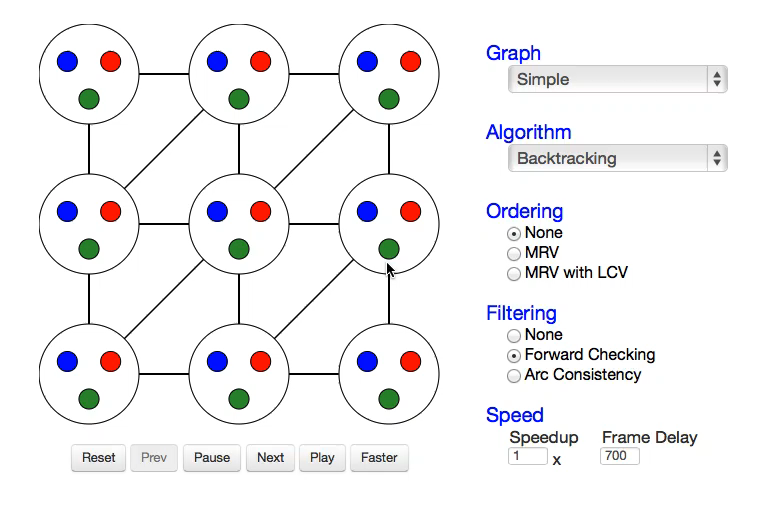 Graph
Simple
Algorithm
Backtracking
Ordering
None
MRV
MRV with LCV
Filtering
None
Forward Checking
Arc Consistency
Speed
Speedup Frame Delay
1 x 700
Reset Prev Pause Next Play Faster